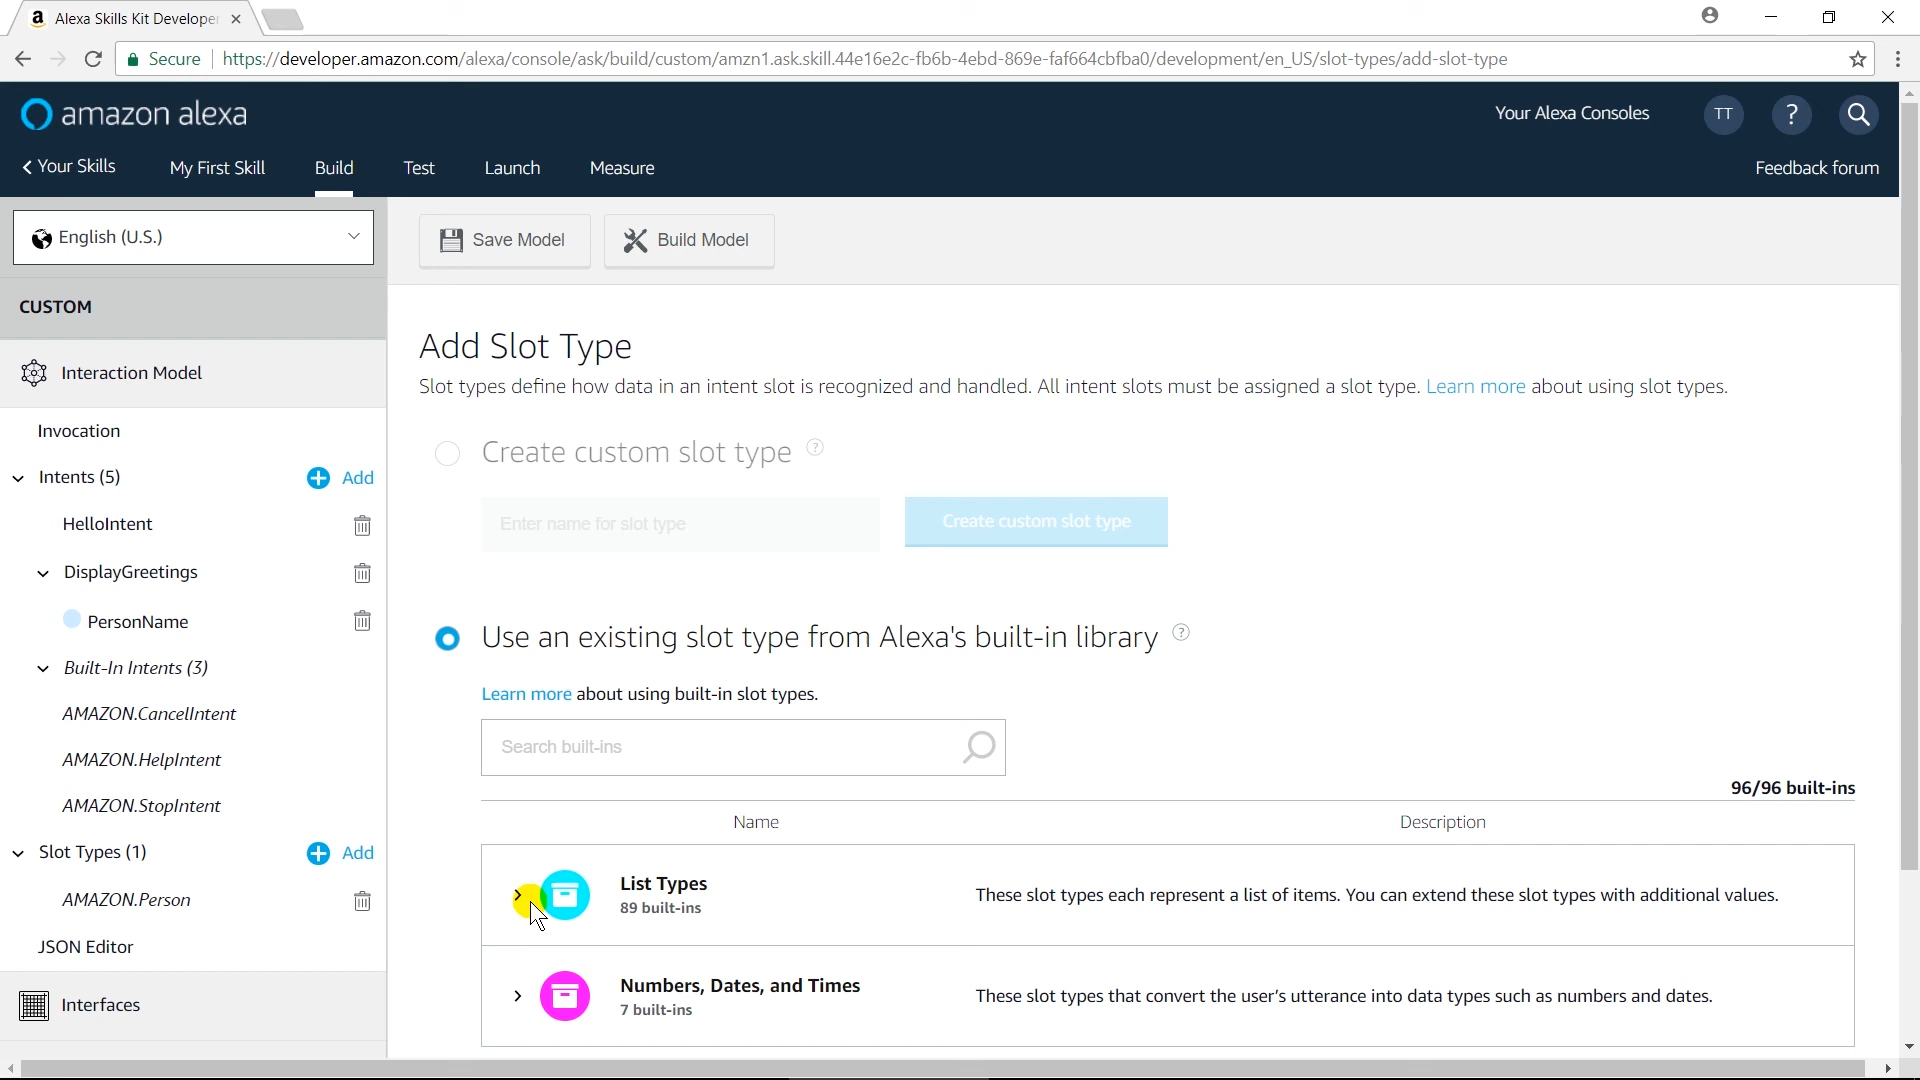 a Alexa Skills Kit Developer
Secure https://developer.amazon.com/alexa/console/ask/build/custom/amzn1.ask.skill.44e16e2c-fb6b-4ebd-869e-faf664cbfba0/development/en_US/slot-types/add-slot-type
amazon alexa
Your Alexa Consoles TT ?
Your Skills My First Skill Build Test Launch Measure Feedback forum
English (U.S.)
Save Model Build Model
CUSTOM
Interaction Model
Invocation
Intents (5) Add
HelloIntent
DisplayGreetings
PersonName
Built-In Intents (3)
AMAZON.CancelIntent
AMAZON.HelpIntent
AMAZON.StopIntent
Slot Types (1) Add
AMAZON.Person
JSON Editor
Interfaces
Add Slot Type
Slot types define how data in an intent slot is recognized and handled. All intent slots must be assigned a slot type. Learn more about using slot types.
Create custom slot type ?
Enter name for slot type Create custom slot type
Use an existing slot type from Alexa's built-in library ?
Learn more about using built-in slot types.
Search built-ins
96/96 built-ins
Name Description
List Types
89 built-ins
These slot types each represent a list of items. You can extend these slot types with additional values.
Numbers, Dates, and Times
7 built-ins
These slot types that convert the user's utterance into data types such as numbers and dates.